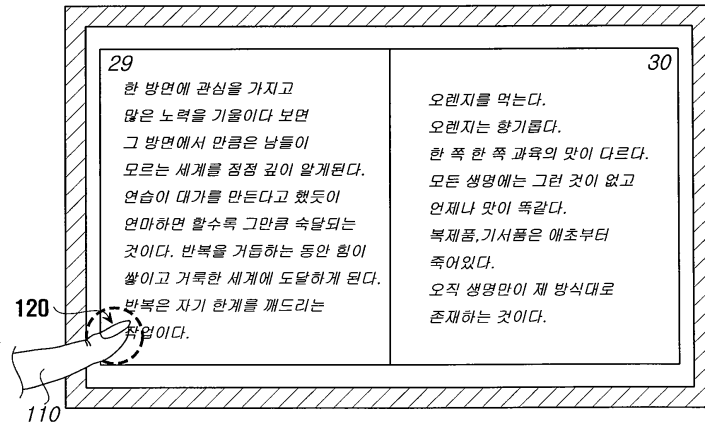 29
한 방면에 관심을 가지고
많은 노력을 기울이다 보면
그 방면에서 만큼은 남들이
모르는 세계를 점점 깊이 알게된다.
연습이 대가를 만든다고 했듯이
연마하면 할수록 그만큼 숙달되는
것이다. 반복을 거듭하는 동안 힘이
쌓이고 거룩한 세계에 도달하게 된다.
반복은 자기 한계를 깨드리는
작업이다.
30
오렌지를 먹는다.
오렌지는 향기롭다.
한 쪽 한 쪽 과육의 맛이 다르다.
모든 생명에는 그런 것이 없고
언제나 맛이 똑같다.
복제품,기서품은 애초부터
죽어있다.
오직 생명만이 제 방식대로
존재하는 것이다.
120
110